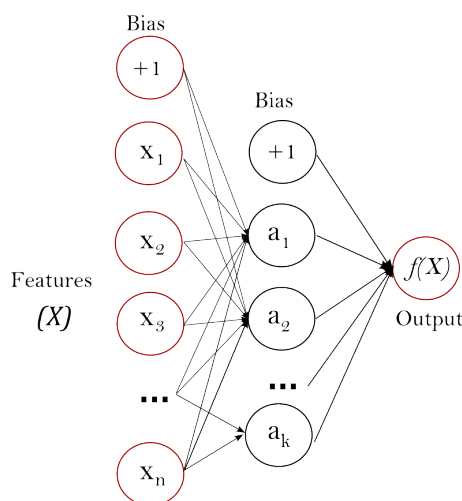 Bias
+1
Bias
x1
+1
x2
a1
Features
(X)
f(X)
x3
a2
Output
...
...
ak
xn